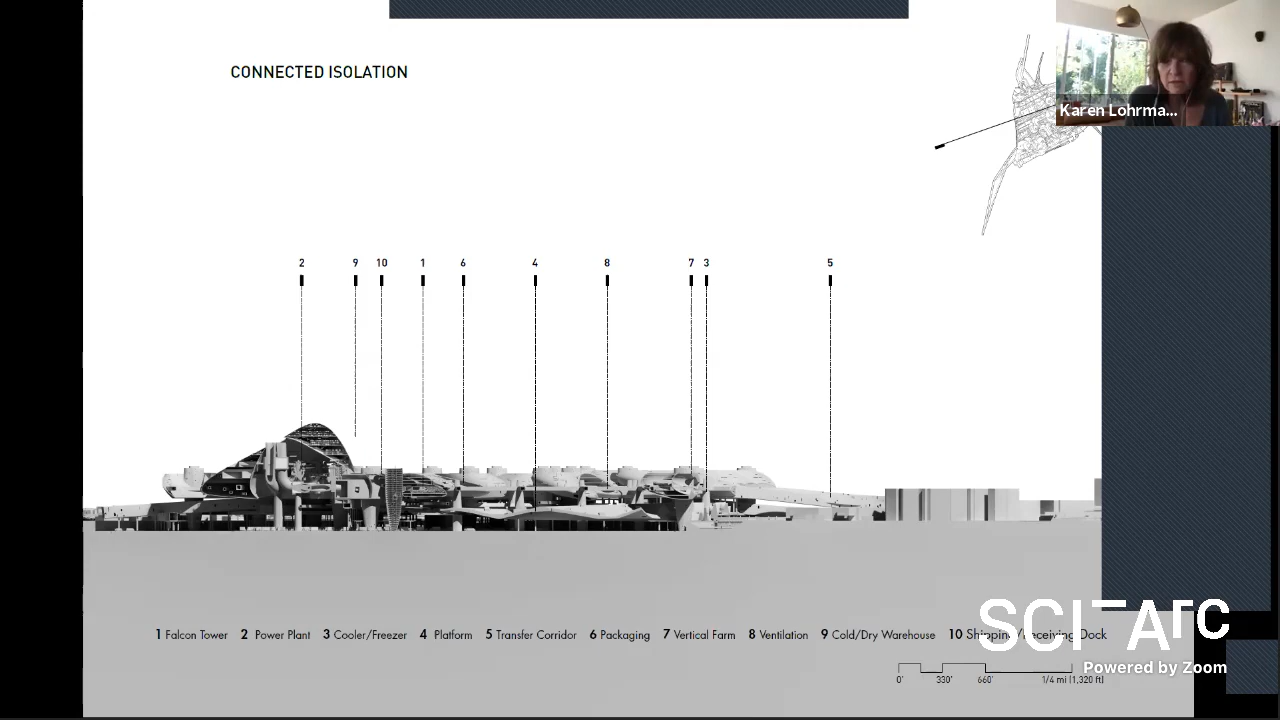 CONNECTED ISOLATION
Karen Lohrma...
2 9 10 1 6 4 8 7 3 5
1 Falcon Tower 2 Power Plant 3 Cooler/Freezer 4 Platform 5 Transfer Corridor 6 Packaging 7 Vertical Farm 8 Ventilation 9 Cold/Dry Warehouse 10 Shipping/Receiving Dock
SCI-Arc
Powered by Zoom
0' 330' 660' 1/4 mi (1,320 ft)